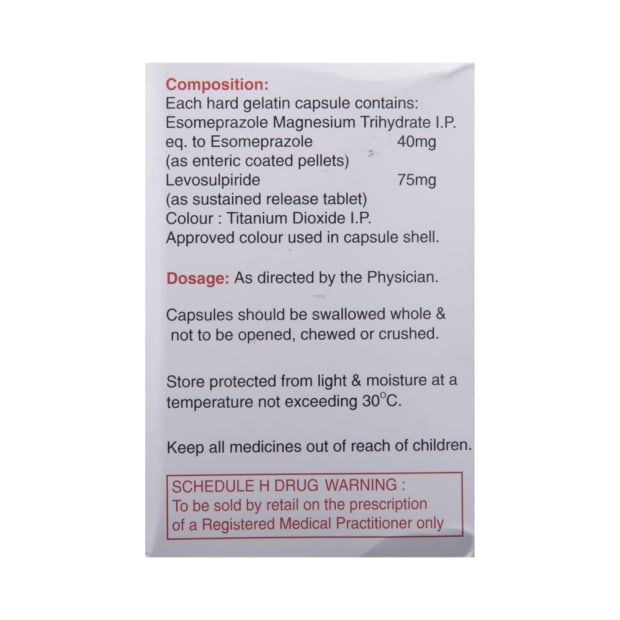 Composition:
Each hard gelatin capsule contains:
Esomeprazole Magnesium Trihydrate I.P.
eq. to Esomeprazole 40mg
(as enteric coated pellets)
Levosulpiride 75mg
(as sustained release tablet)
Colour : Titanium Dioxide I.P.
Approved colour used in capsule shell.
Dosage: As directed by the Physician.
Capsules should be swallowed whole &
not to be opened, chewed or crushed.
Store protected from light & moisture at a
temperature not exceeding 30°C.
Keep all medicines out of reach of children.
SCHEDULE H DRUG WARNING :
To be sold by retail on the prescription
of a Registered Medical Practitioner only